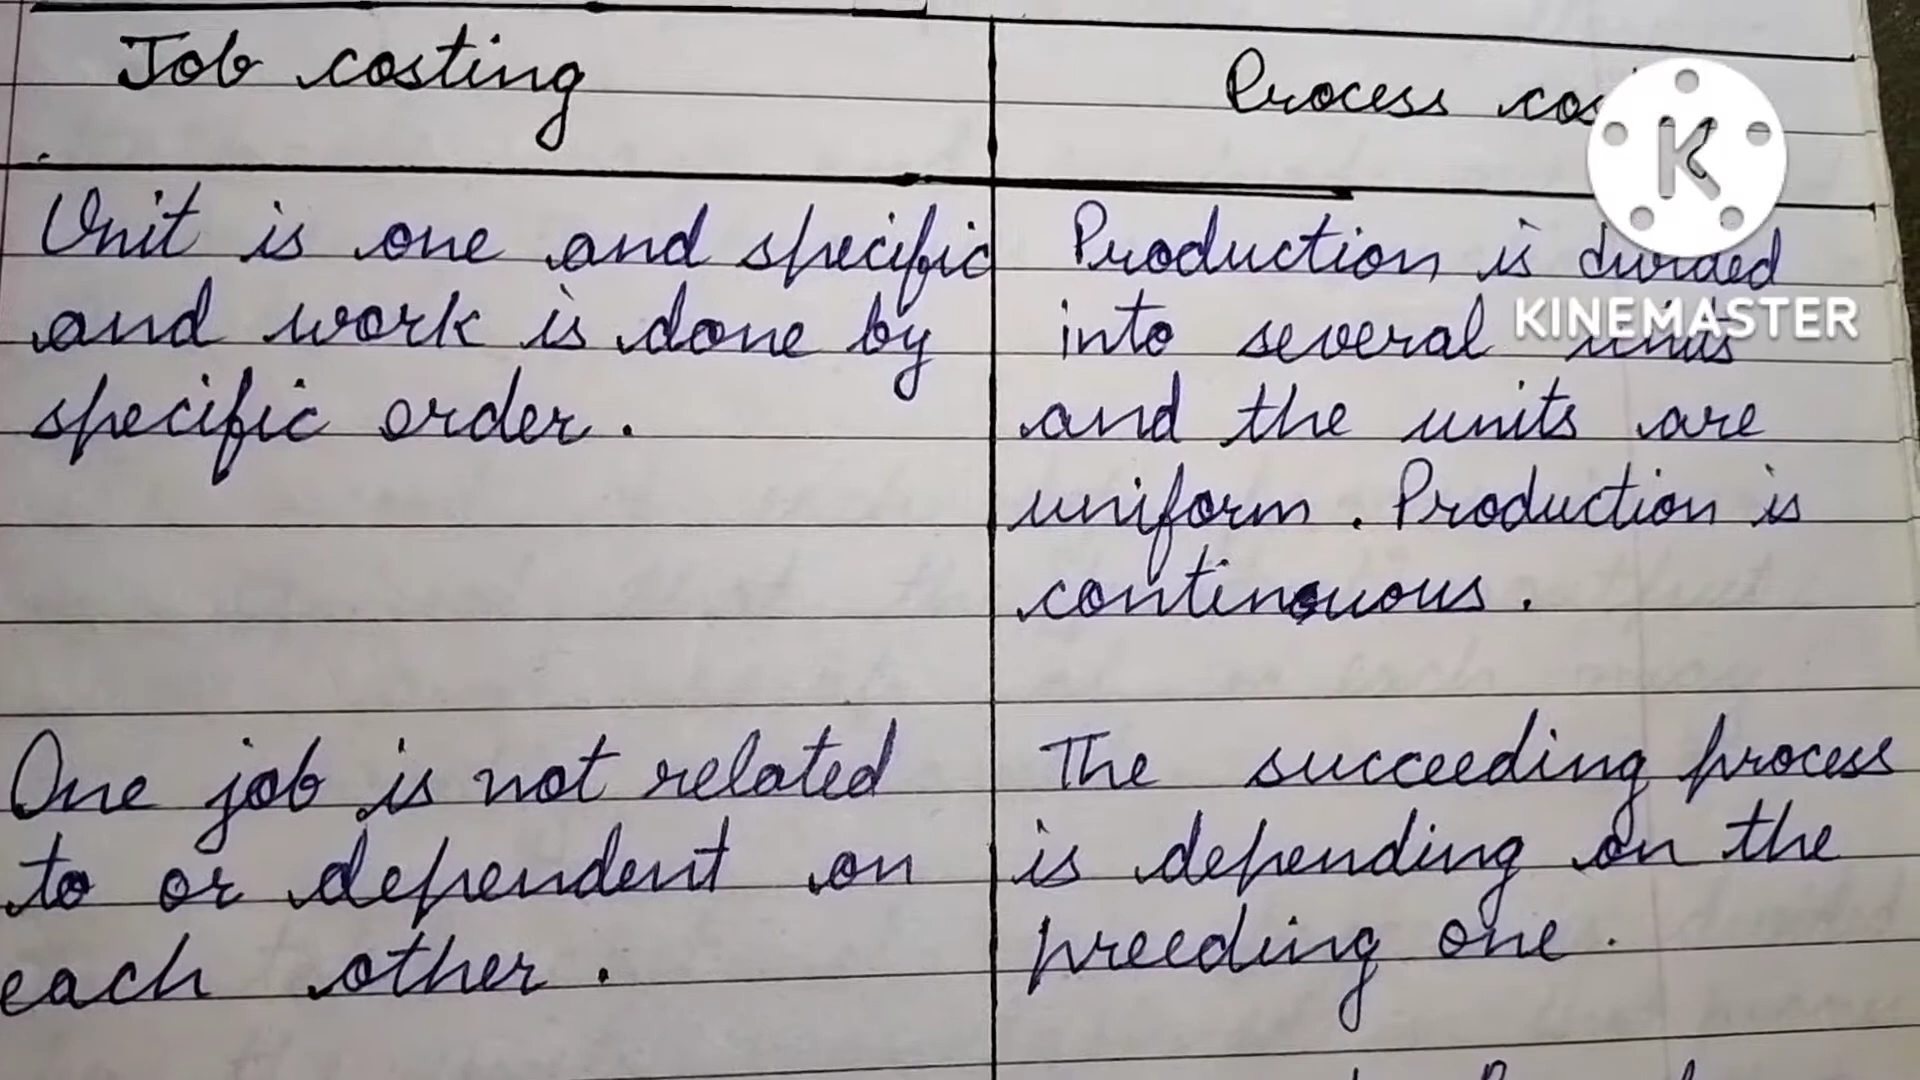 Job costing
Process cos
Unit is one and specific
and work is done by
specific order.
Production is divided
into several units
and the units are
uniform. Production is
continuous.
One job is not related
to or dependent on
each other.
The succeeding process
is depending on the
preeding one.
K
KINEMASTER